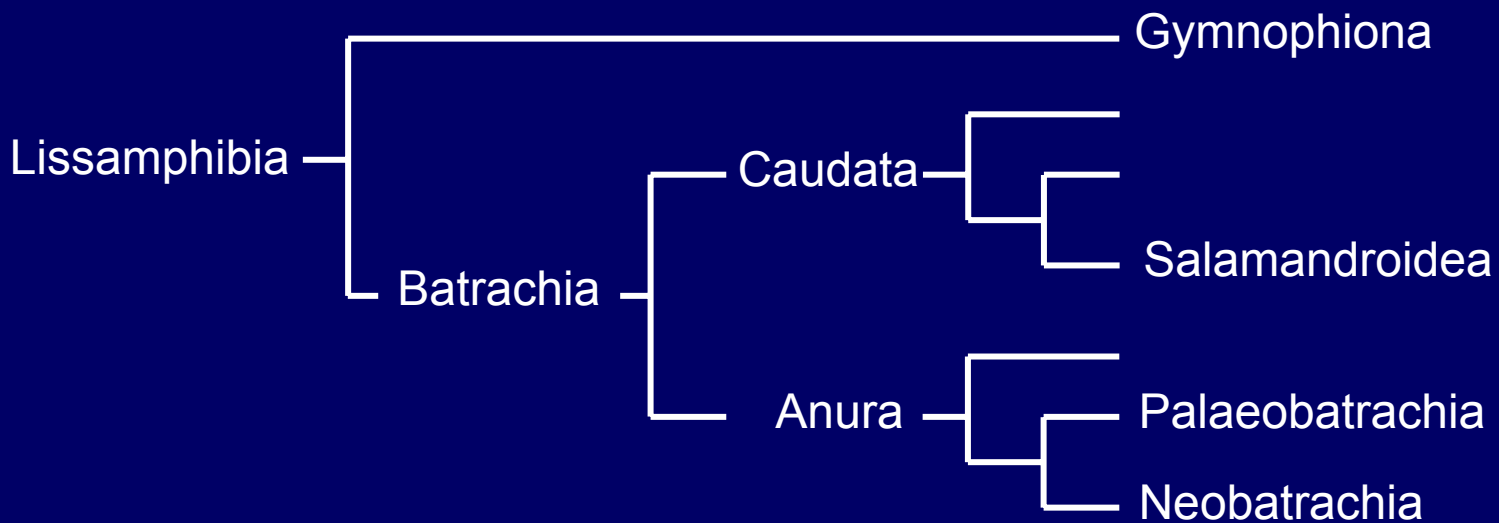 Gymnophiona
Lissamphibia
Caudata
Salamandroidea
Batrachia
Anura
Palaeobatrachia
Neobatrachia